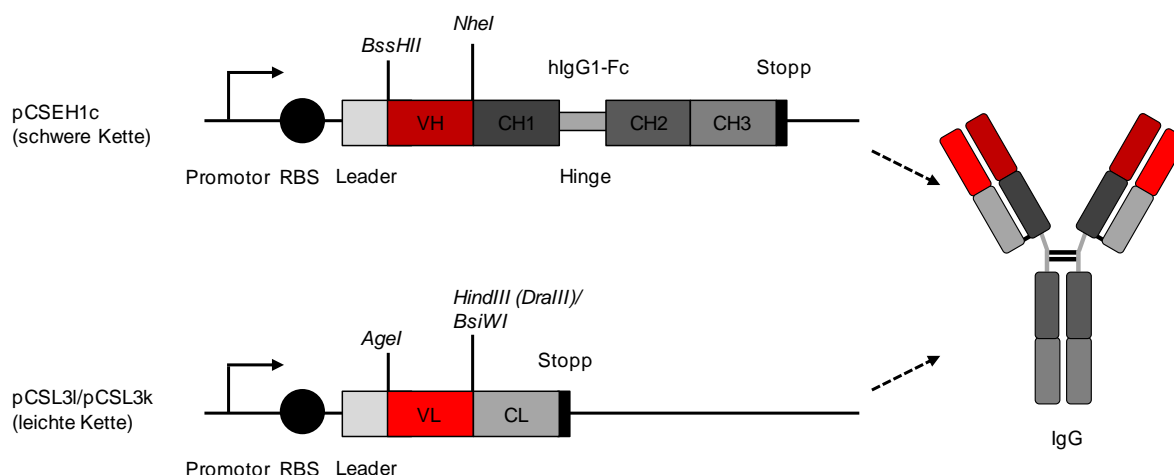 NheI
BssHII
hIgG1-Fc
Stopp
pCSEH1c
(schwere Kette)
VH
CH1
CH2
CH3
Promotor RBS Leader
Hinge
HindIII (DraIII)/
BsiWI
AgeI
Stopp
pCSL3l/pCSL3k
(leichte Kette)
VL
CL
IgG
Promotor RBS Leader